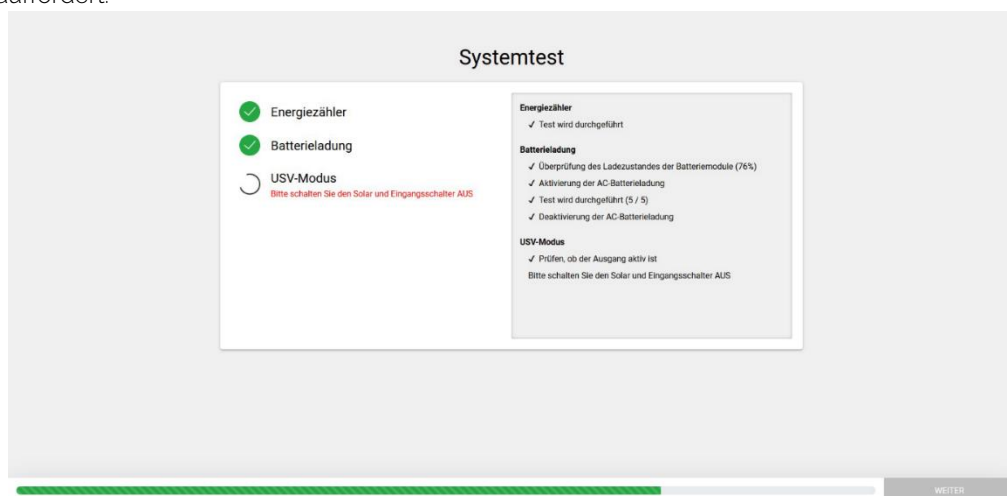 auffordert.
Systemtest
Energiezähler
Batterieladung
USV-Modus
Bitte schalten Sie den Solar und Eingangsschalter AUS
Energiezähler
✓ Test wird durchgeführt
Batterieladung
✓ Überprüfung des Ladezustandes der Batteriemodule (76%)
✓ Aktivierung der AC-Batterieladung
✓ Test wird durchgeführt (5 / 5)
✓ Deaktivierung der AC-Batterieladung
USV-Modus
✓ Prüfen, ob der Ausgang aktiv ist
Bitte schalten Sie den Solar und Eingangsschalter AUS
WEITER